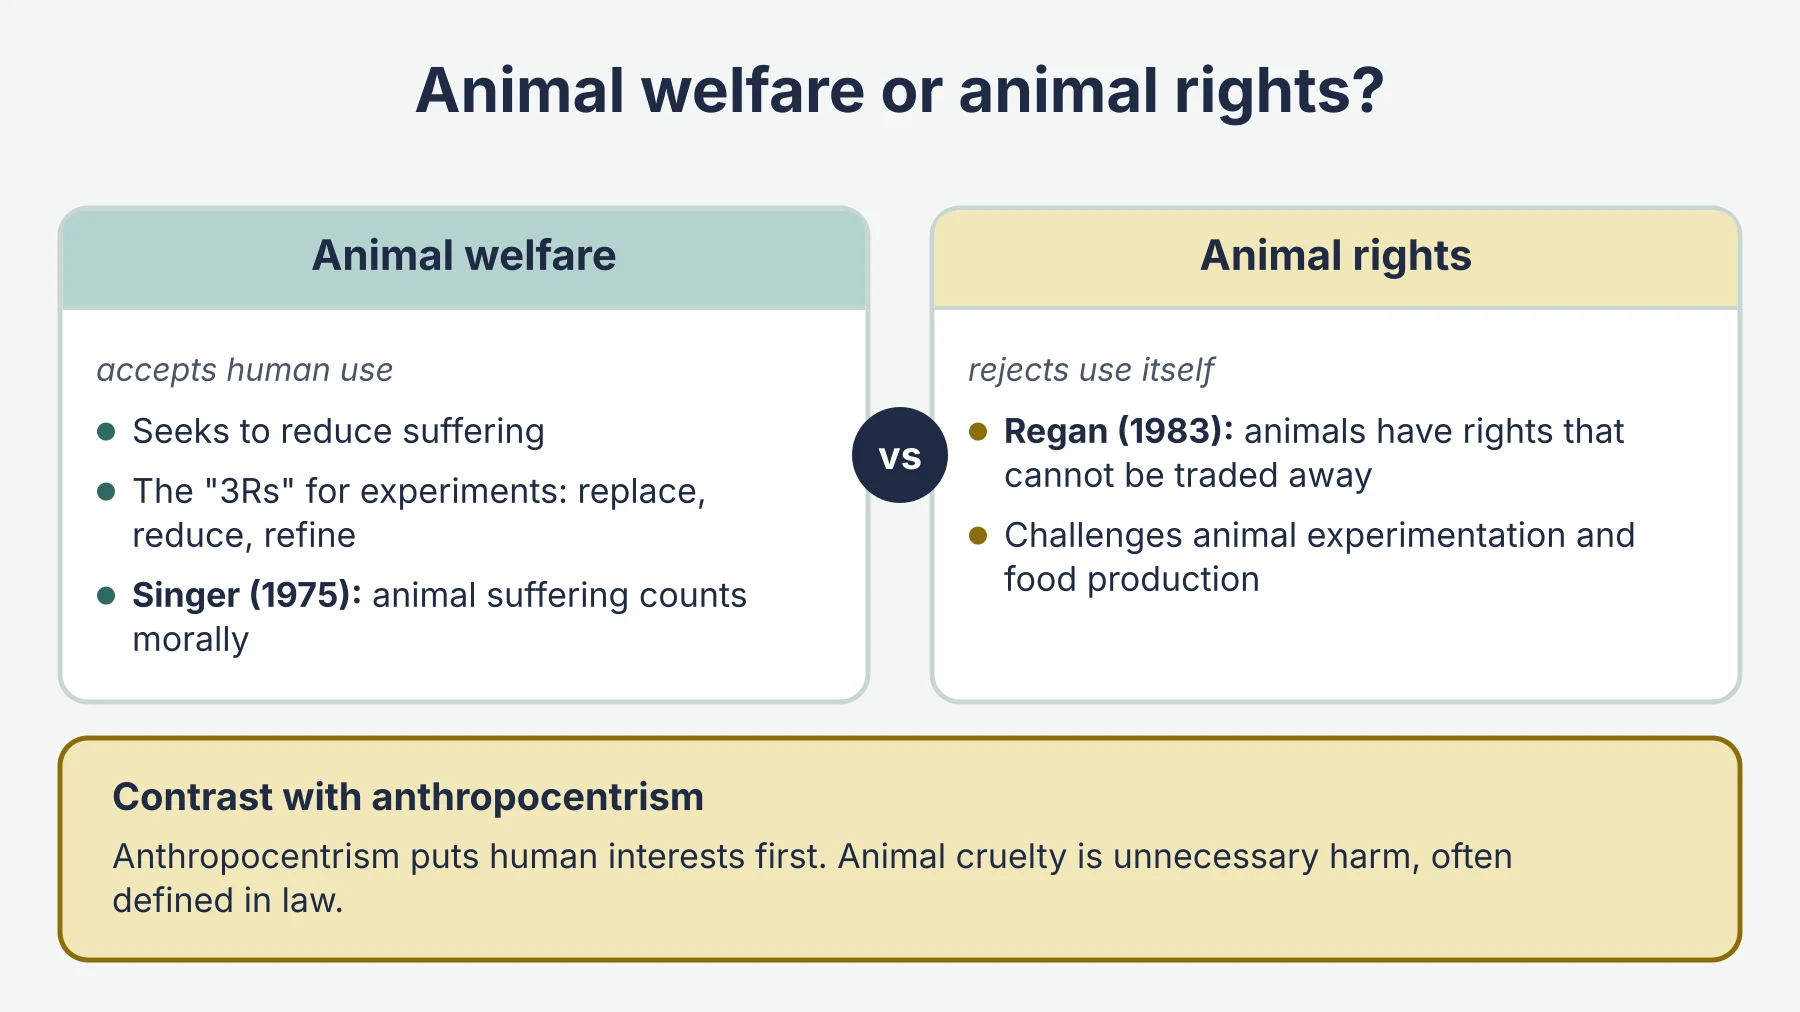 Animal welfare or animal rights?
Animal welfare
accepts human use
Seeks to reduce suffering
The "3Rs" for experiments: replace,
reduce, refine
Singer (1975): animal suffering counts
morally
vs
Animal rights
rejects use itself
Regan (1983): animals have rights that
cannot be traded away
Challenges animal experimentation and
food production
Contrast with anthropocentrism
Anthropocentrism puts human interests first. Animal cruelty is unnecessary harm, often
defined in law.